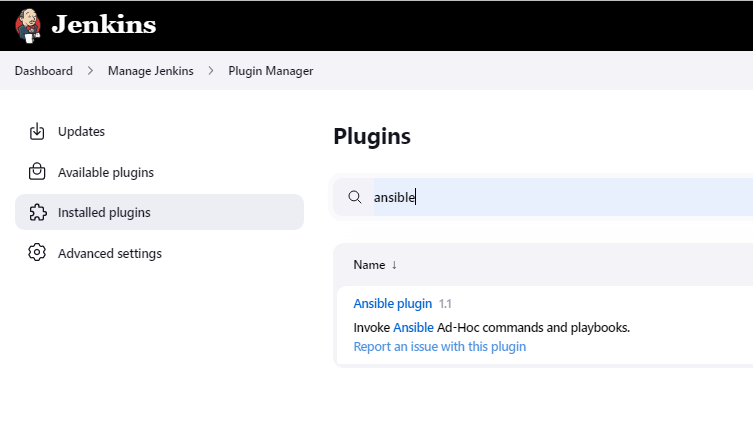 Jenkins
Dashboard > Manage Jenkins > Plugin Manager
Updates
Available plugins
Installed plugins
Advanced settings
Plugins
ansible
Name ↓
Ansible plugin 1.1
Invoke Ansible Ad-Hoc commands and playbooks.
Report an issue with this plugin